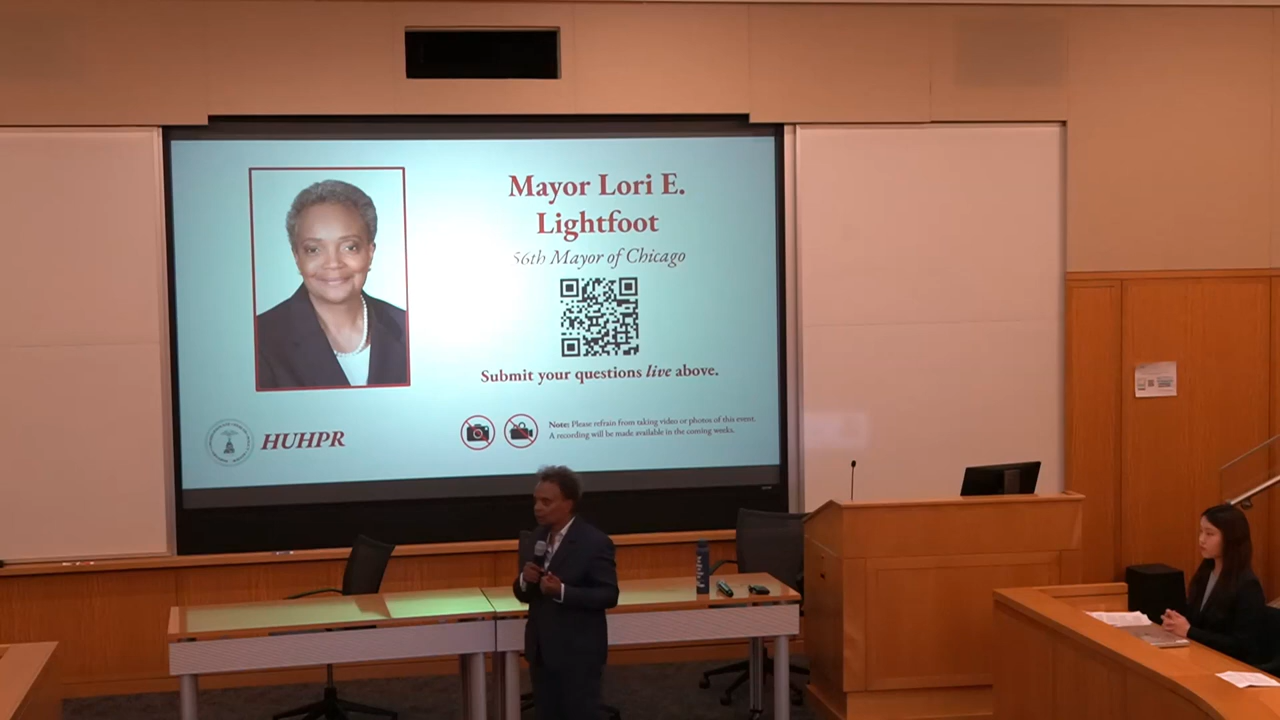 Mayor Lori E.
Lightfoot
56th Mayor of Chicago
Submit your questions live above.
HUHPR
Note: Please refrain from taking video or photos of this event.
A recording will be made available in the coming weeks.